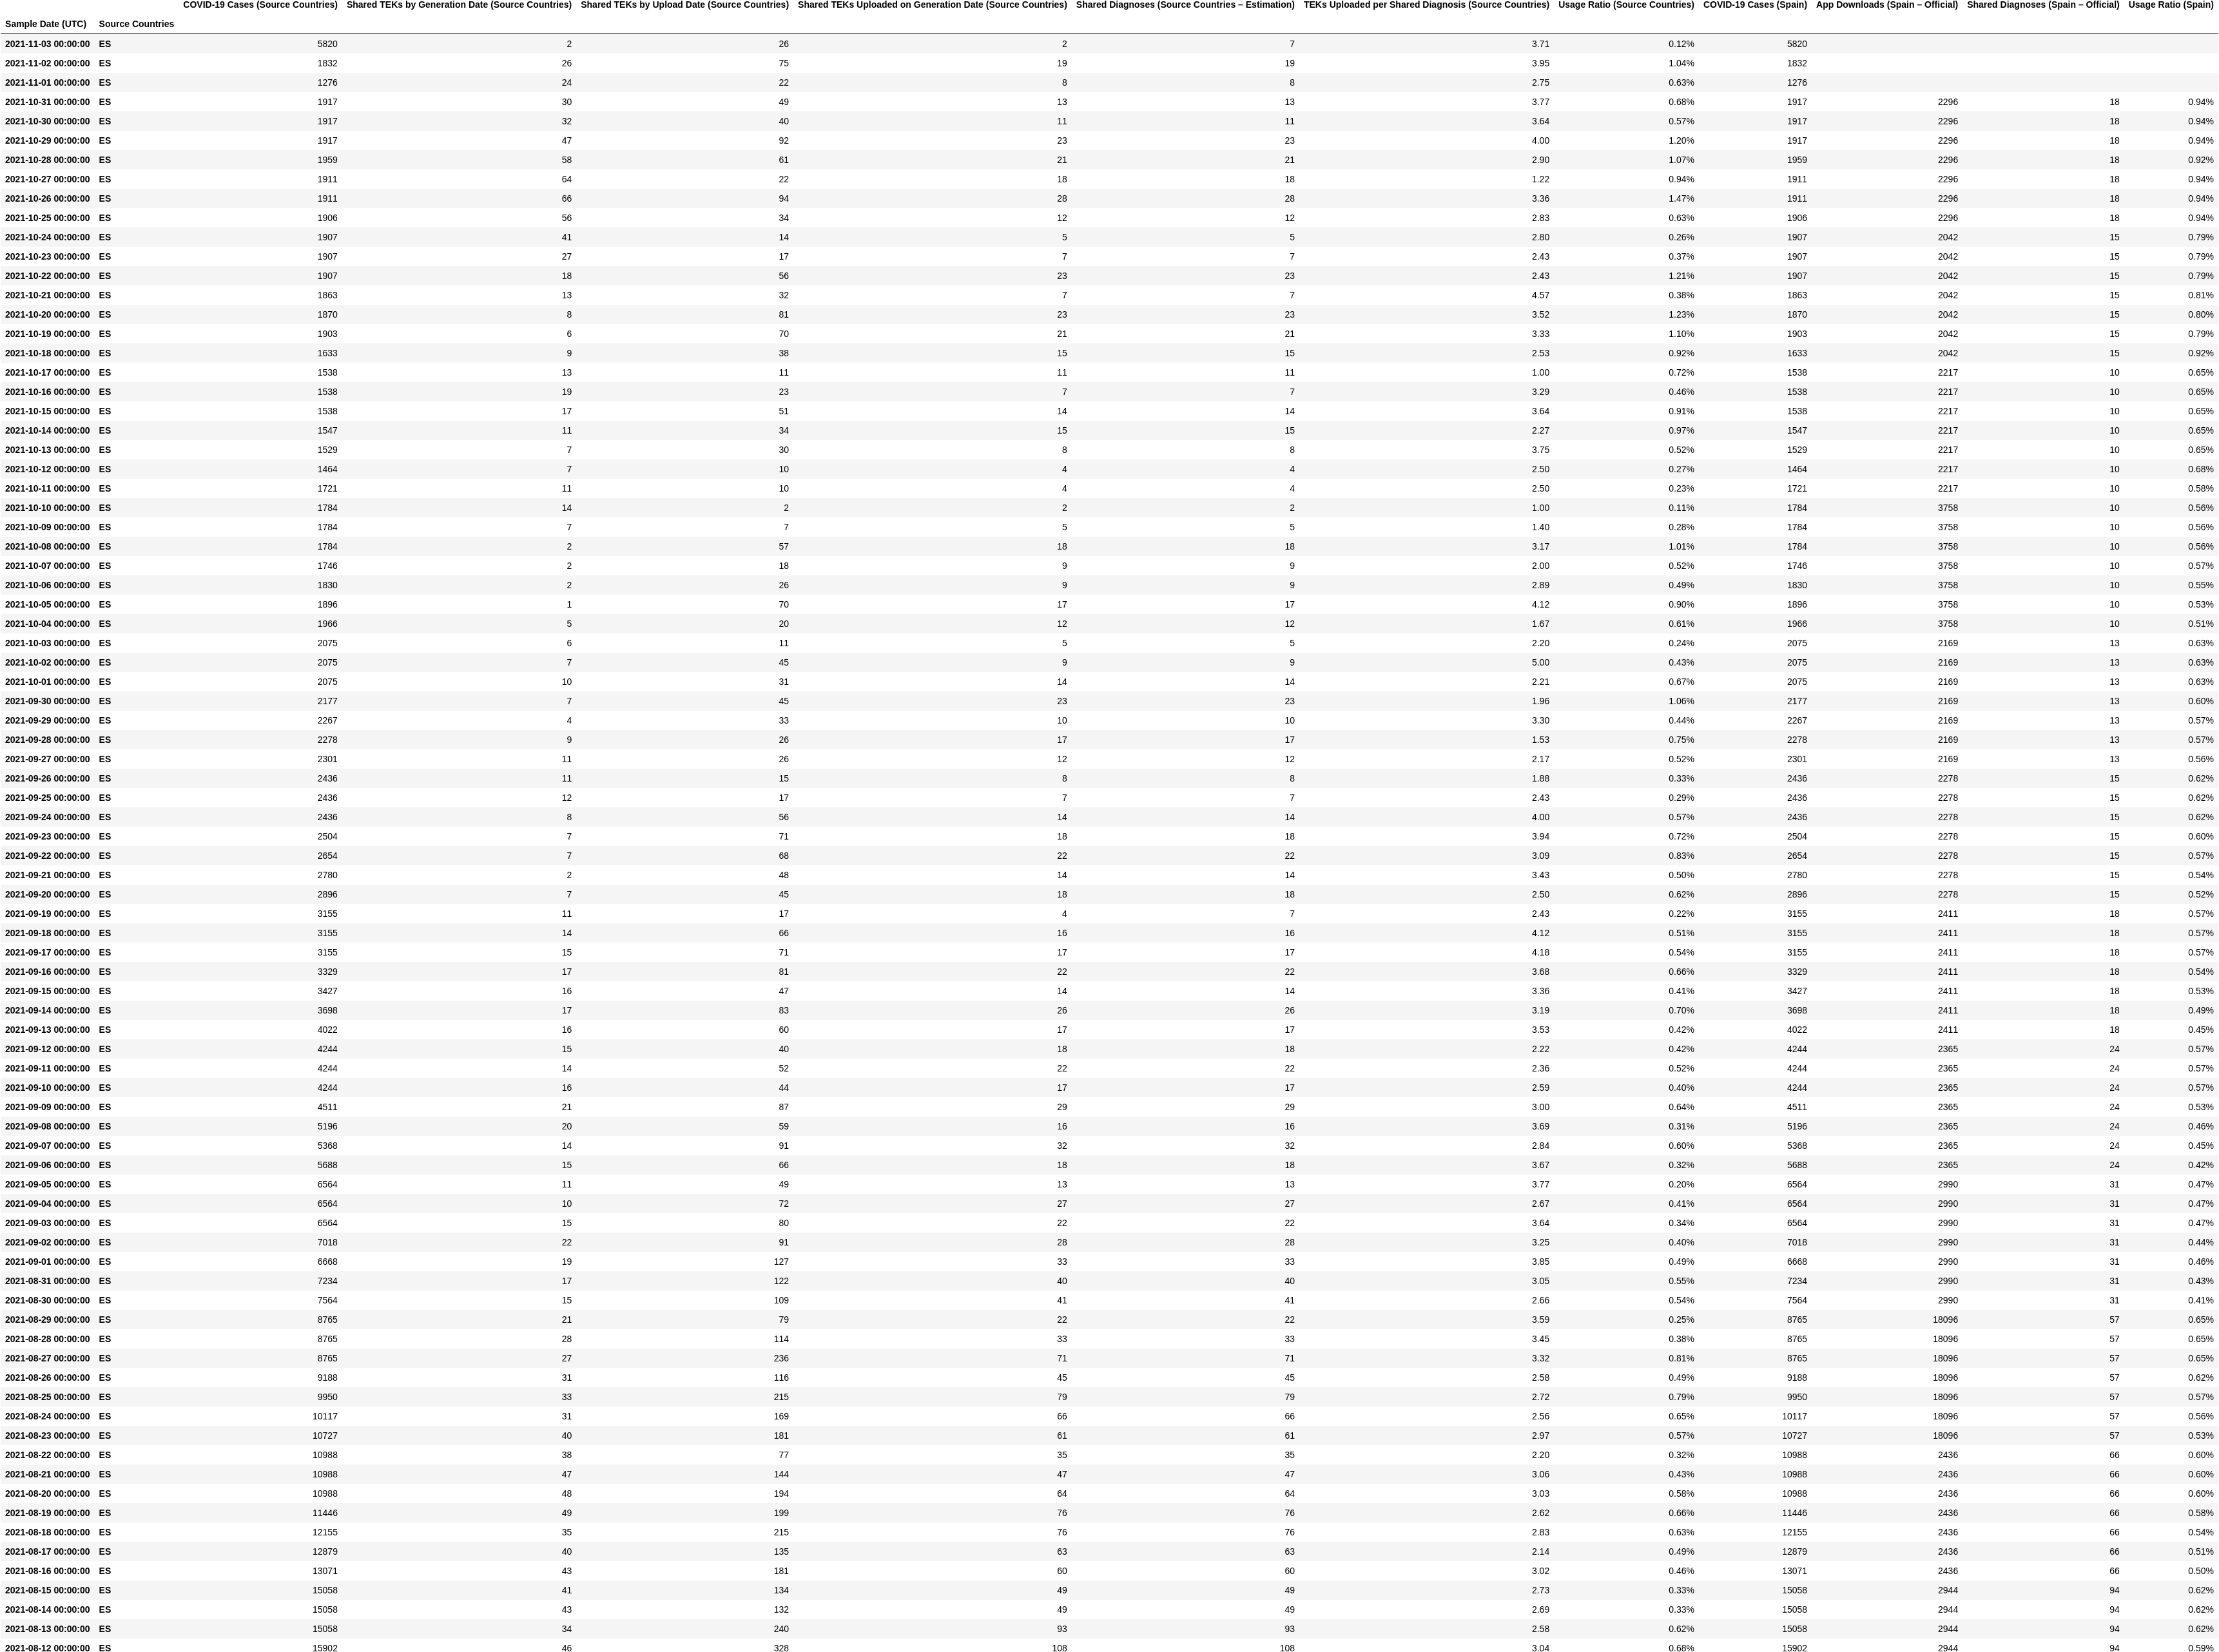 COVID-19 Cases (Source Countries) Shared TEKs by Generation Date (Source Countries) Shared TEKs by Upload Date (Source Countries) Shared TEKs Uploaded on Generation Date (Source Countries) Shared Diagnoses (Source Countries – Estimation) TEKs Uploaded per Shared Diagnosis (Source Countries) Usage Ratio (Source Countries) COVID-19 Cases (Spain) App Downloads (Spain – Official) Shared Diagnoses (Spain – Official) Usage Ratio (Spain)
Sample Date (UTC) Source Countries
2021-11-03 00:00:00 ES 5820 2 26 2 7 3.71 0.12% 5820
2021-11-02 00:00:00 ES 1832 26 75 19 19 3.95 1.04% 1832
2021-11-01 00:00:00 ES 1276 24 22 8 8 2.75 0.63% 1276
2021-10-31 00:00:00 ES 1917 30 49 13 13 3.77 0.68% 1917 2296 18 0.94%
2021-10-30 00:00:00 ES 1917 32 40 11 11 3.64 0.57% 1917 2296 18 0.94%
2021-10-29 00:00:00 ES 1917 47 92 23 23 4.00 1.20% 1917 2296 18 0.94%
2021-10-28 00:00:00 ES 1959 58 61 21 21 2.90 1.07% 1959 2296 18 0.92%
2021-10-27 00:00:00 ES 1911 64 22 18 18 1.22 0.94% 1911 2296 18 0.94%
2021-10-26 00:00:00 ES 1911 66 94 28 28 3.36 1.47% 1911 2296 18 0.94%
2021-10-25 00:00:00 ES 1906 56 34 12 12 2.83 0.63% 1906 2296 18 0.94%
2021-10-24 00:00:00 ES 1907 41 14 5 5 2.80 0.26% 1907 2042 15 0.79%
2021-10-23 00:00:00 ES 1907 27 17 7 7 2.43 0.37% 1907 2042 15 0.79%
2021-10-22 00:00:00 ES 1907 18 56 23 23 2.43 1.21% 1907 2042 15 0.79%
2021-10-21 00:00:00 ES 1863 13 32 7 7 4.57 0.38% 1863 2042 15 0.81%
2021-10-20 00:00:00 ES 1870 8 81 23 23 3.52 1.23% 1870 2042 15 0.80%
2021-10-19 00:00:00 ES 1903 6 70 21 21 3.33 1.10% 1903 2042 15 0.79%
2021-10-18 00:00:00 ES 1633 9 38 15 15 2.53 0.92% 1633 2042 15 0.92%
2021-10-17 00:00:00 ES 1538 13 11 11 11 1.00 0.72% 1538 2217 10 0.65%
2021-10-16 00:00:00 ES 1538 19 23 7 7 3.29 0.46% 1538 2217 10 0.65%
2021-10-15 00:00:00 ES 1538 17 51 14 14 3.64 0.91% 1538 2217 10 0.65%
2021-10-14 00:00:00 ES 1547 11 34 15 15 2.27 0.97% 1547 2217 10 0.65%
2021-10-13 00:00:00 ES 1529 7 30 8 8 3.75 0.52% 1529 2217 10 0.65%
2021-10-12 00:00:00 ES 1464 7 10 4 4 2.50 0.27% 1464 2217 10 0.68%
2021-10-11 00:00:00 ES 1721 11 10 4 4 2.50 0.23% 1721 2217 10 0.58%
2021-10-10 00:00:00 ES 1784 14 2 2 2 1.00 0.11% 1784 3758 10 0.56%
2021-10-09 00:00:00 ES 1784 7 7 5 5 1.40 0.28% 1784 3758 10 0.56%
2021-10-08 00:00:00 ES 1784 2 57 18 18 3.17 1.01% 1784 3758 10 0.56%
2021-10-07 00:00:00 ES 1746 2 18 9 9 2.00 0.52% 1746 3758 10 0.57%
2021-10-06 00:00:00 ES 1830 2 26 9 9 2.89 0.49% 1830 3758 10 0.55%
2021-10-05 00:00:00 ES 1896 1 70 17 17 4.12 0.90% 1896 3758 10 0.53%
2021-10-04 00:00:00 ES 1966 5 20 12 12 1.67 0.61% 1966 3758 10 0.51%
2021-10-03 00:00:00 ES 2075 6 11 5 5 2.20 0.24% 2075 2169 13 0.63%
2021-10-02 00:00:00 ES 2075 7 45 9 9 5.00 0.43% 2075 2169 13 0.63%
2021-10-01 00:00:00 ES 2075 10 31 14 14 2.21 0.67% 2075 2169 13 0.63%
2021-09-30 00:00:00 ES 2177 7 45 23 23 1.96 1.06% 2177 2169 13 0.60%
2021-09-29 00:00:00 ES 2267 4 33 10 10 3.30 0.44% 2267 2169 13 0.57%
2021-09-28 00:00:00 ES 2278 9 26 17 17 1.53 0.75% 2278 2169 13 0.57%
2021-09-27 00:00:00 ES 2301 11 26 12 12 2.17 0.52% 2301 2169 13 0.56%
2021-09-26 00:00:00 ES 2436 11 15 8 8 1.88 0.33% 2436 2278 15 0.62%
2021-09-25 00:00:00 ES 2436 12 17 7 7 2.43 0.29% 2436 2278 15 0.62%
2021-09-24 00:00:00 ES 2436 8 56 14 14 4.00 0.57% 2436 2278 15 0.62%
2021-09-23 00:00:00 ES 2504 7 71 18 18 3.94 0.72% 2504 2278 15 0.60%
2021-09-22 00:00:00 ES 2654 7 68 22 22 3.09 0.83% 2654 2278 15 0.57%
2021-09-21 00:00:00 ES 2780 2 48 14 14 3.43 0.50% 2780 2278 15 0.54%
2021-09-20 00:00:00 ES 2896 7 45 18 18 2.50 0.62% 2896 2278 15 0.52%
2021-09-19 00:00:00 ES 3155 11 17 4 7 2.43 0.22% 3155 2411 18 0.57%
2021-09-18 00:00:00 ES 3155 14 66 16 16 4.12 0.51% 3155 2411 18 0.57%
2021-09-17 00:00:00 ES 3155 15 71 17 17 4.18 0.54% 3155 2411 18 0.57%
2021-09-16 00:00:00 ES 3329 17 81 22 22 3.68 0.66% 3329 2411 18 0.54%
2021-09-15 00:00:00 ES 3427 16 47 14 14 3.36 0.41% 3427 2411 18 0.53%
2021-09-14 00:00:00 ES 3698 17 83 26 26 3.19 0.70% 3698 2411 18 0.49%
2021-09-13 00:00:00 ES 4022 16 60 17 17 3.53 0.42% 4022 2411 18 0.45%
2021-09-12 00:00:00 ES 4244 15 40 18 18 2.22 0.42% 4244 2365 24 0.57%
2021-09-11 00:00:00 ES 4244 14 52 22 22 2.36 0.52% 4244 2365 24 0.57%
2021-09-10 00:00:00 ES 4244 16 44 17 17 2.59 0.40% 4244 2365 24 0.57%
2021-09-09 00:00:00 ES 4511 21 87 29 29 3.00 0.64% 4511 2365 24 0.53%
2021-09-08 00:00:00 ES 5196 20 59 16 16 3.69 0.31% 5196 2365 24 0.46%
2021-09-07 00:00:00 ES 5368 14 91 32 32 2.84 0.60% 5368 2365 24 0.45%
2021-09-06 00:00:00 ES 5688 15 66 18 18 3.67 0.32% 5688 2365 24 0.42%
2021-09-05 00:00:00 ES 6564 11 49 13 13 3.77 0.20% 6564 2990 31 0.47%
2021-09-04 00:00:00 ES 6564 10 72 27 27 2.67 0.41% 6564 2990 31 0.47%
2021-09-03 00:00:00 ES 6564 15 80 22 22 3.64 0.34% 6564 2990 31 0.47%
2021-09-02 00:00:00 ES 7018 22 91 28 28 3.25 0.40% 7018 2990 31 0.44%
2021-09-01 00:00:00 ES 6668 19 127 33 33 3.85 0.49% 6668 2990 31 0.46%
2021-08-31 00:00:00 ES 7234 17 122 40 40 3.05 0.55% 7234 2990 31 0.43%
2021-08-30 00:00:00 ES 7564 15 109 41 41 2.66 0.54% 7564 2990 31 0.41%
2021-08-29 00:00:00 ES 8765 21 79 22 22 3.59 0.25% 8765 18096 57 0.65%
2021-08-28 00:00:00 ES 8765 28 114 33 33 3.45 0.38% 8765 18096 57 0.65%
2021-08-27 00:00:00 ES 8765 27 236 71 71 3.32 0.81% 8765 18096 57 0.65%
2021-08-26 00:00:00 ES 9188 31 116 45 45 2.58 0.49% 9188 18096 57 0.62%
2021-08-25 00:00:00 ES 9950 33 215 79 79 2.72 0.79% 9950 18096 57 0.57%
2021-08-24 00:00:00 ES 10117 31 169 66 66 2.56 0.65% 10117 18096 57 0.56%
2021-08-23 00:00:00 ES 10727 40 181 61 61 2.97 0.57% 10727 18096 57 0.53%
2021-08-22 00:00:00 ES 10988 38 77 35 35 2.20 0.32% 10988 2436 66 0.60%
2021-08-21 00:00:00 ES 10988 47 144 47 47 3.06 0.43% 10988 2436 66 0.60%
2021-08-20 00:00:00 ES 10988 48 194 64 64 3.03 0.58% 10988 2436 66 0.60%
2021-08-19 00:00:00 ES 11446 49 199 76 76 2.62 0.66% 11446 2436 66 0.58%
2021-08-18 00:00:00 ES 12155 35 215 76 76 2.83 0.63% 12155 2436 66 0.54%
2021-08-17 00:00:00 ES 12879 40 135 63 63 2.14 0.49% 12879 2436 66 0.51%
2021-08-16 00:00:00 ES 13071 43 181 60 60 3.02 0.46% 13071 2436 66 0.50%
2021-08-15 00:00:00 ES 15058 41 134 49 49 2.73 0.33% 15058 2944 94 0.62%
2021-08-14 00:00:00 ES 15058 43 132 49 49 2.69 0.33% 15058 2944 94 0.62%
2021-08-13 00:00:00 ES 15058 34 240 93 93 2.58 0.62% 15058 2944 94 0.62%
2021-08-12 00:00:00 ES 15902 46 328 108 108 3.04 0.68% 15902 2944 94 0.59%